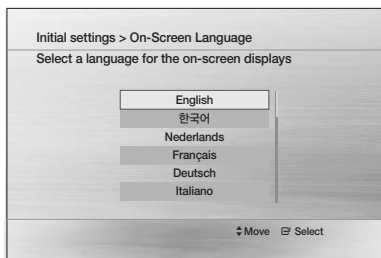 Initial settings > On-Screen Language
Select a language for the on-screen displays
English
한국어
Nederlands
Français
Deutsch
Italiano
Move Select